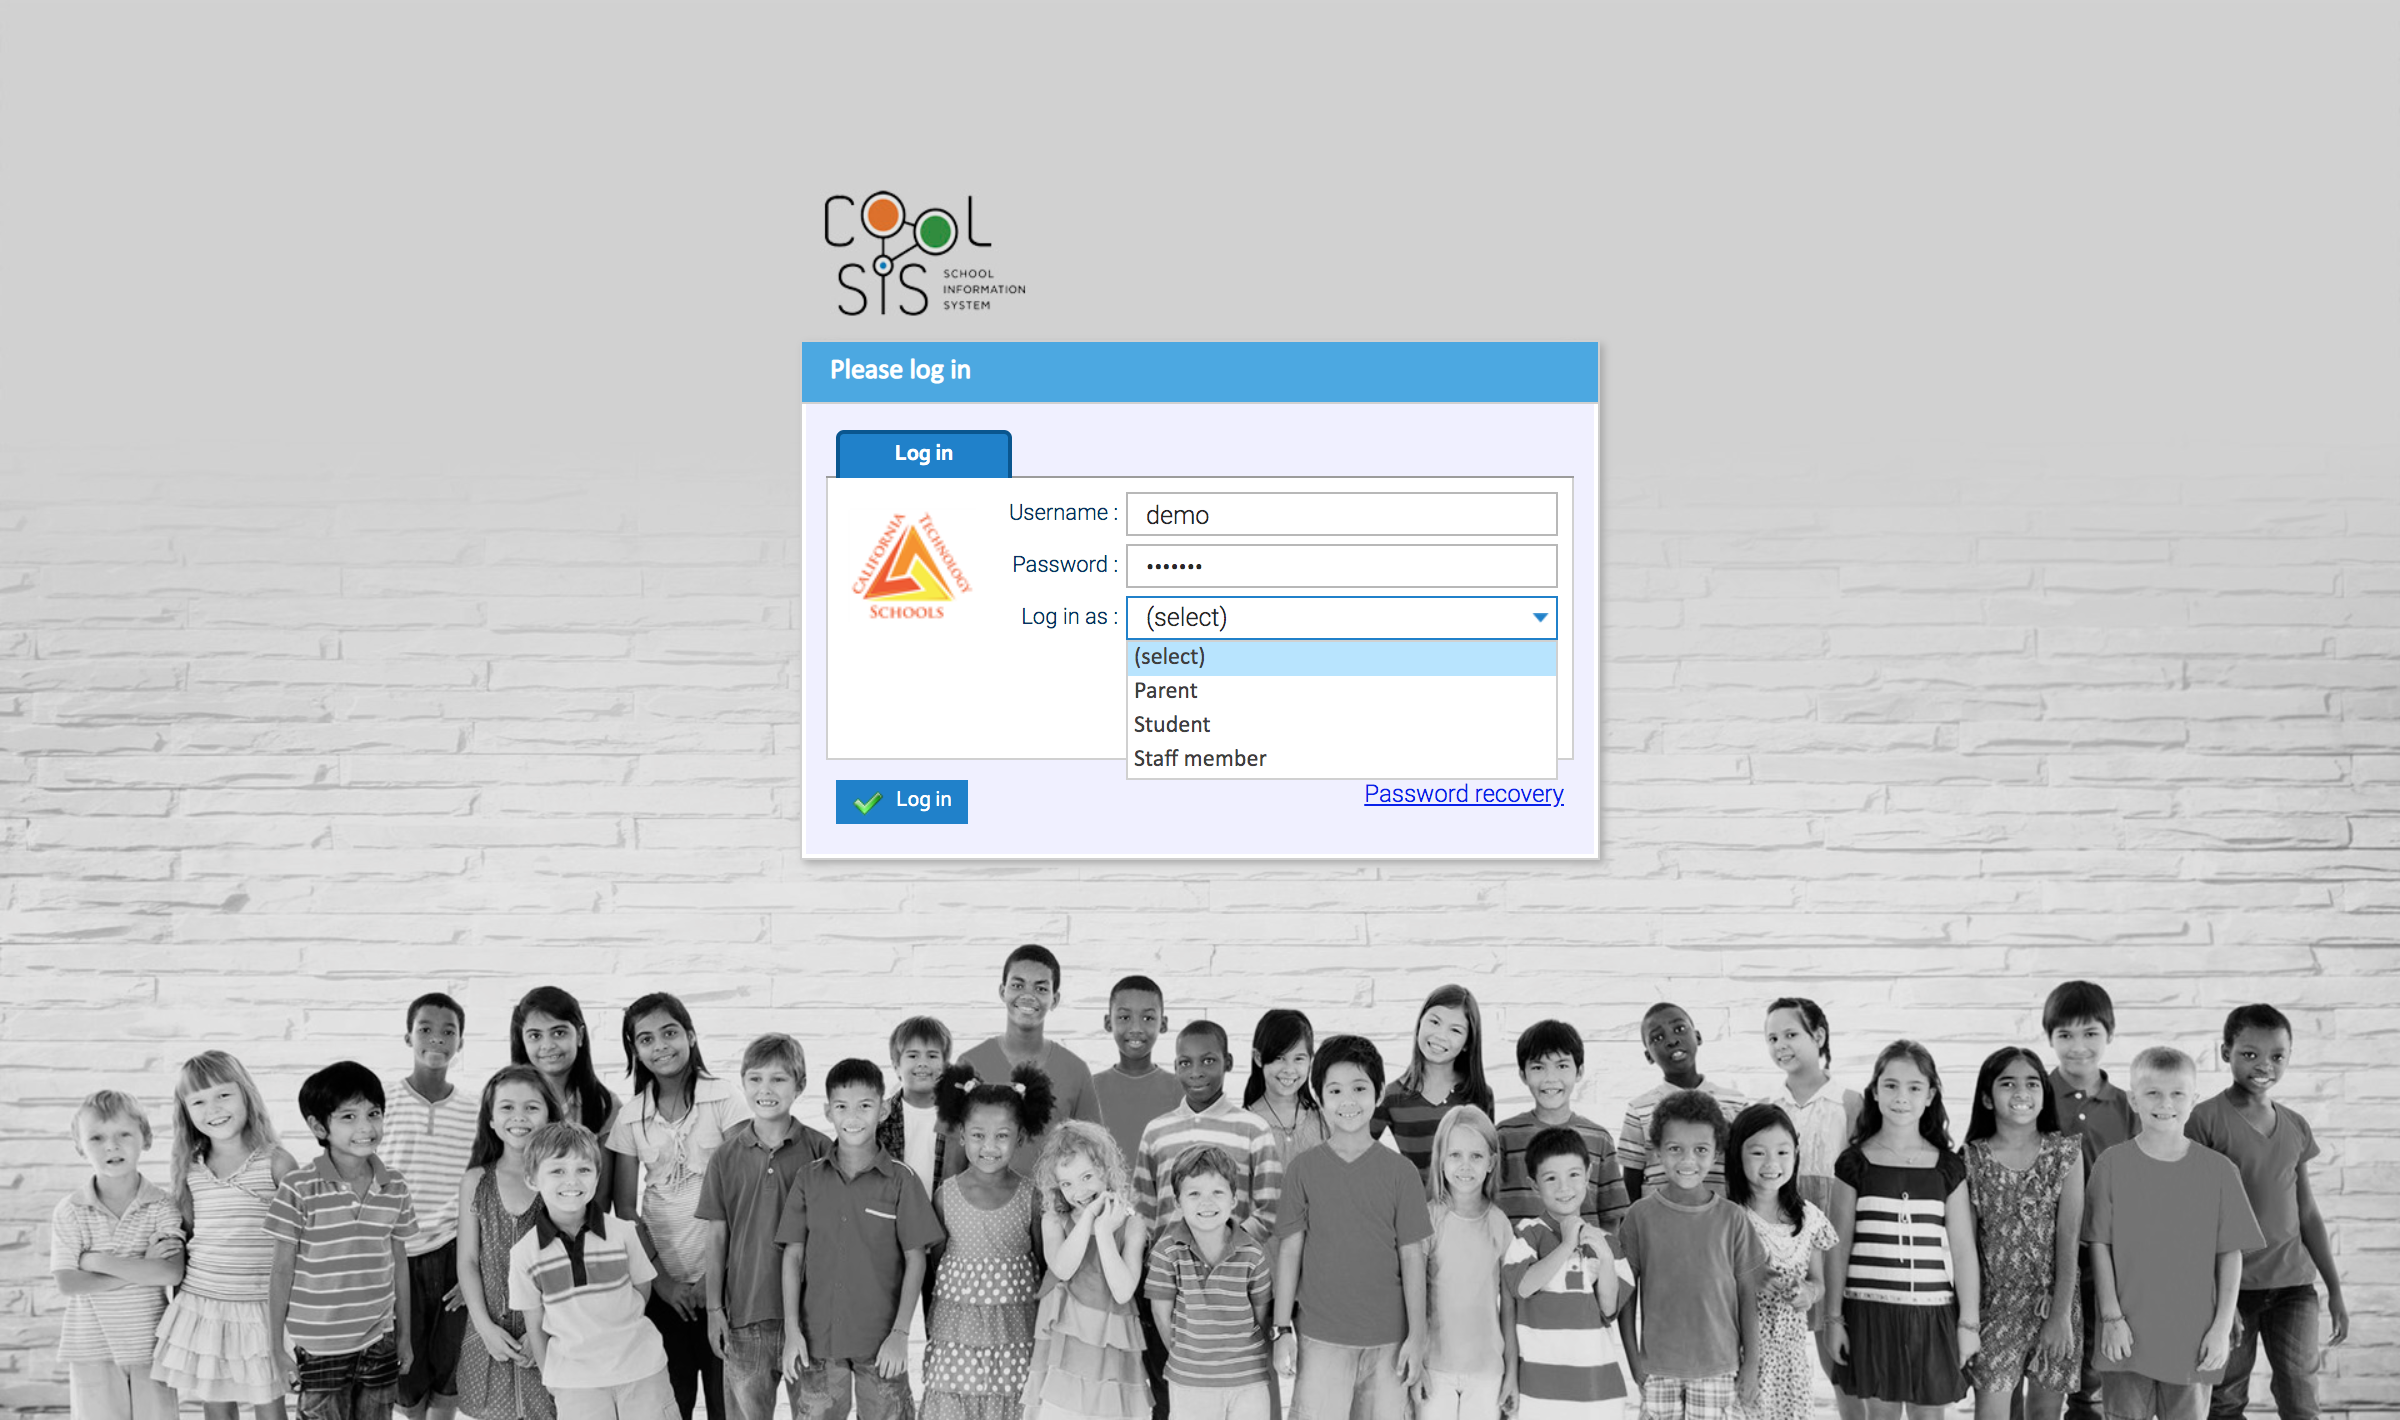 COOL
SIS SCHOOL
INFORMATION
SYSTEM
Please log in
Log in
CALIFORNIA TECHNOLOGY
SCHOOLS
Username : demo
Password : •••••••
Log in as : (select)
(select)
Parent
Student
Staff member
Log in
Password recovery